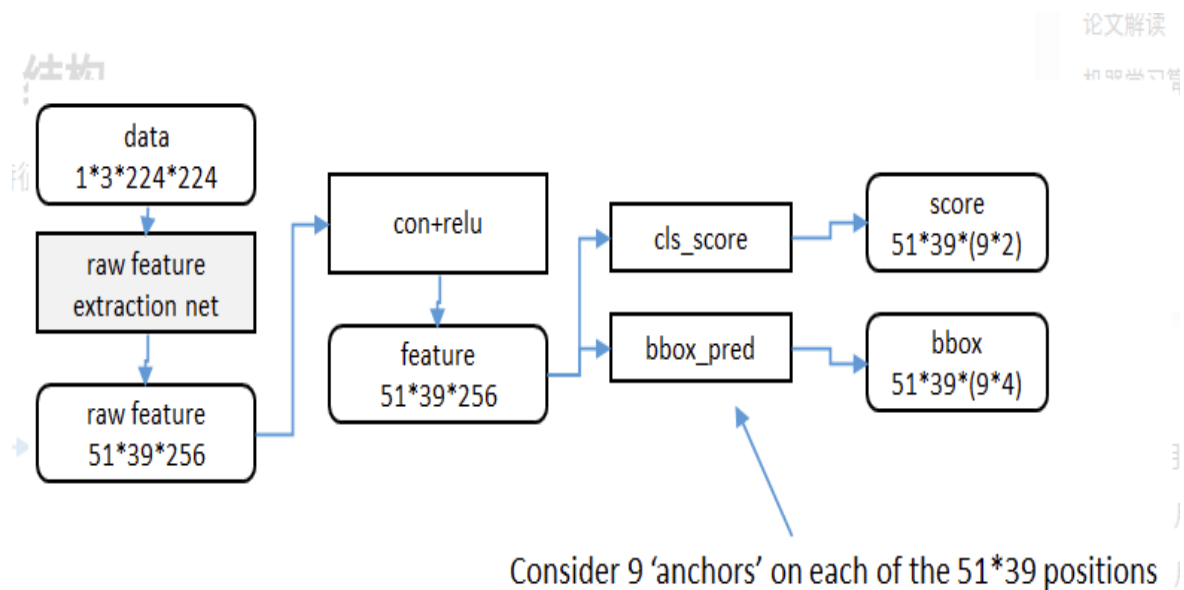 论文解读
结构
data
1*3*224*224
raw feature
extraction net
raw feature
51*39*256
con+relu
feature
51*39*256
cls_score
bbox_pred
score
51*39*(9*2)
bbox
51*39*(9*4)
Consider 9 ‘anchors’ on each of the 51*39 positions